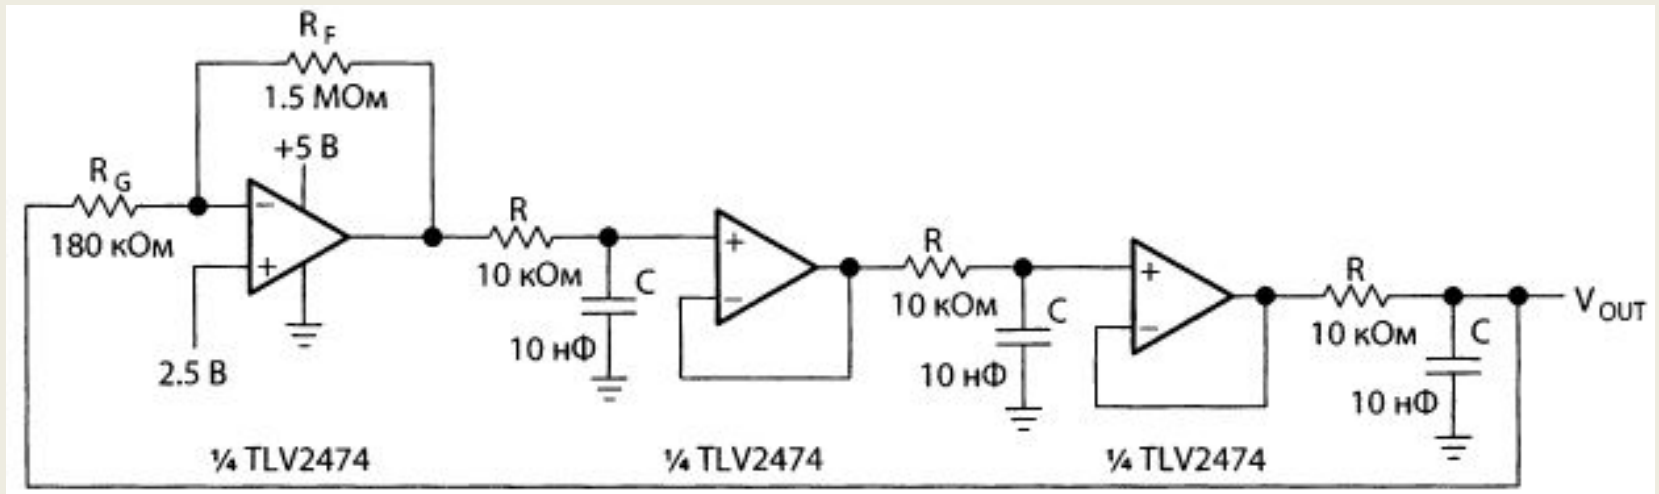 R_F
1.5 МОм
+5 В
R_G
180 кОм
−
+
2.5 В
R
10 кОм
C
10 нФ
+
−
R
10 кОм
C
10 нФ
+
−
R
10 кОм
C
10 нФ
V_OUT
¼ TLV2474
¼ TLV2474
¼ TLV2474